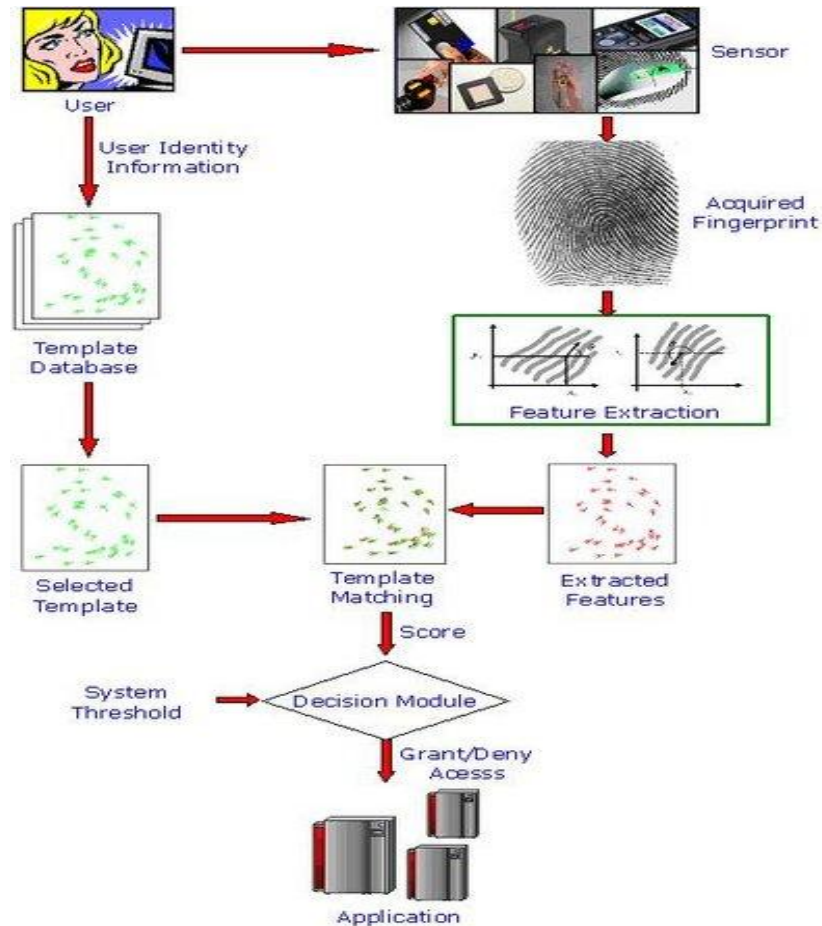 User
Sensor
User Identity
Information
Acquired
Fingerprint
Template
Database
Feature Extraction
Selected
Template
Template
Matching
Extracted
Features
Score
System
Threshold
Decision Module
Grant/Deny
Acesss
Application